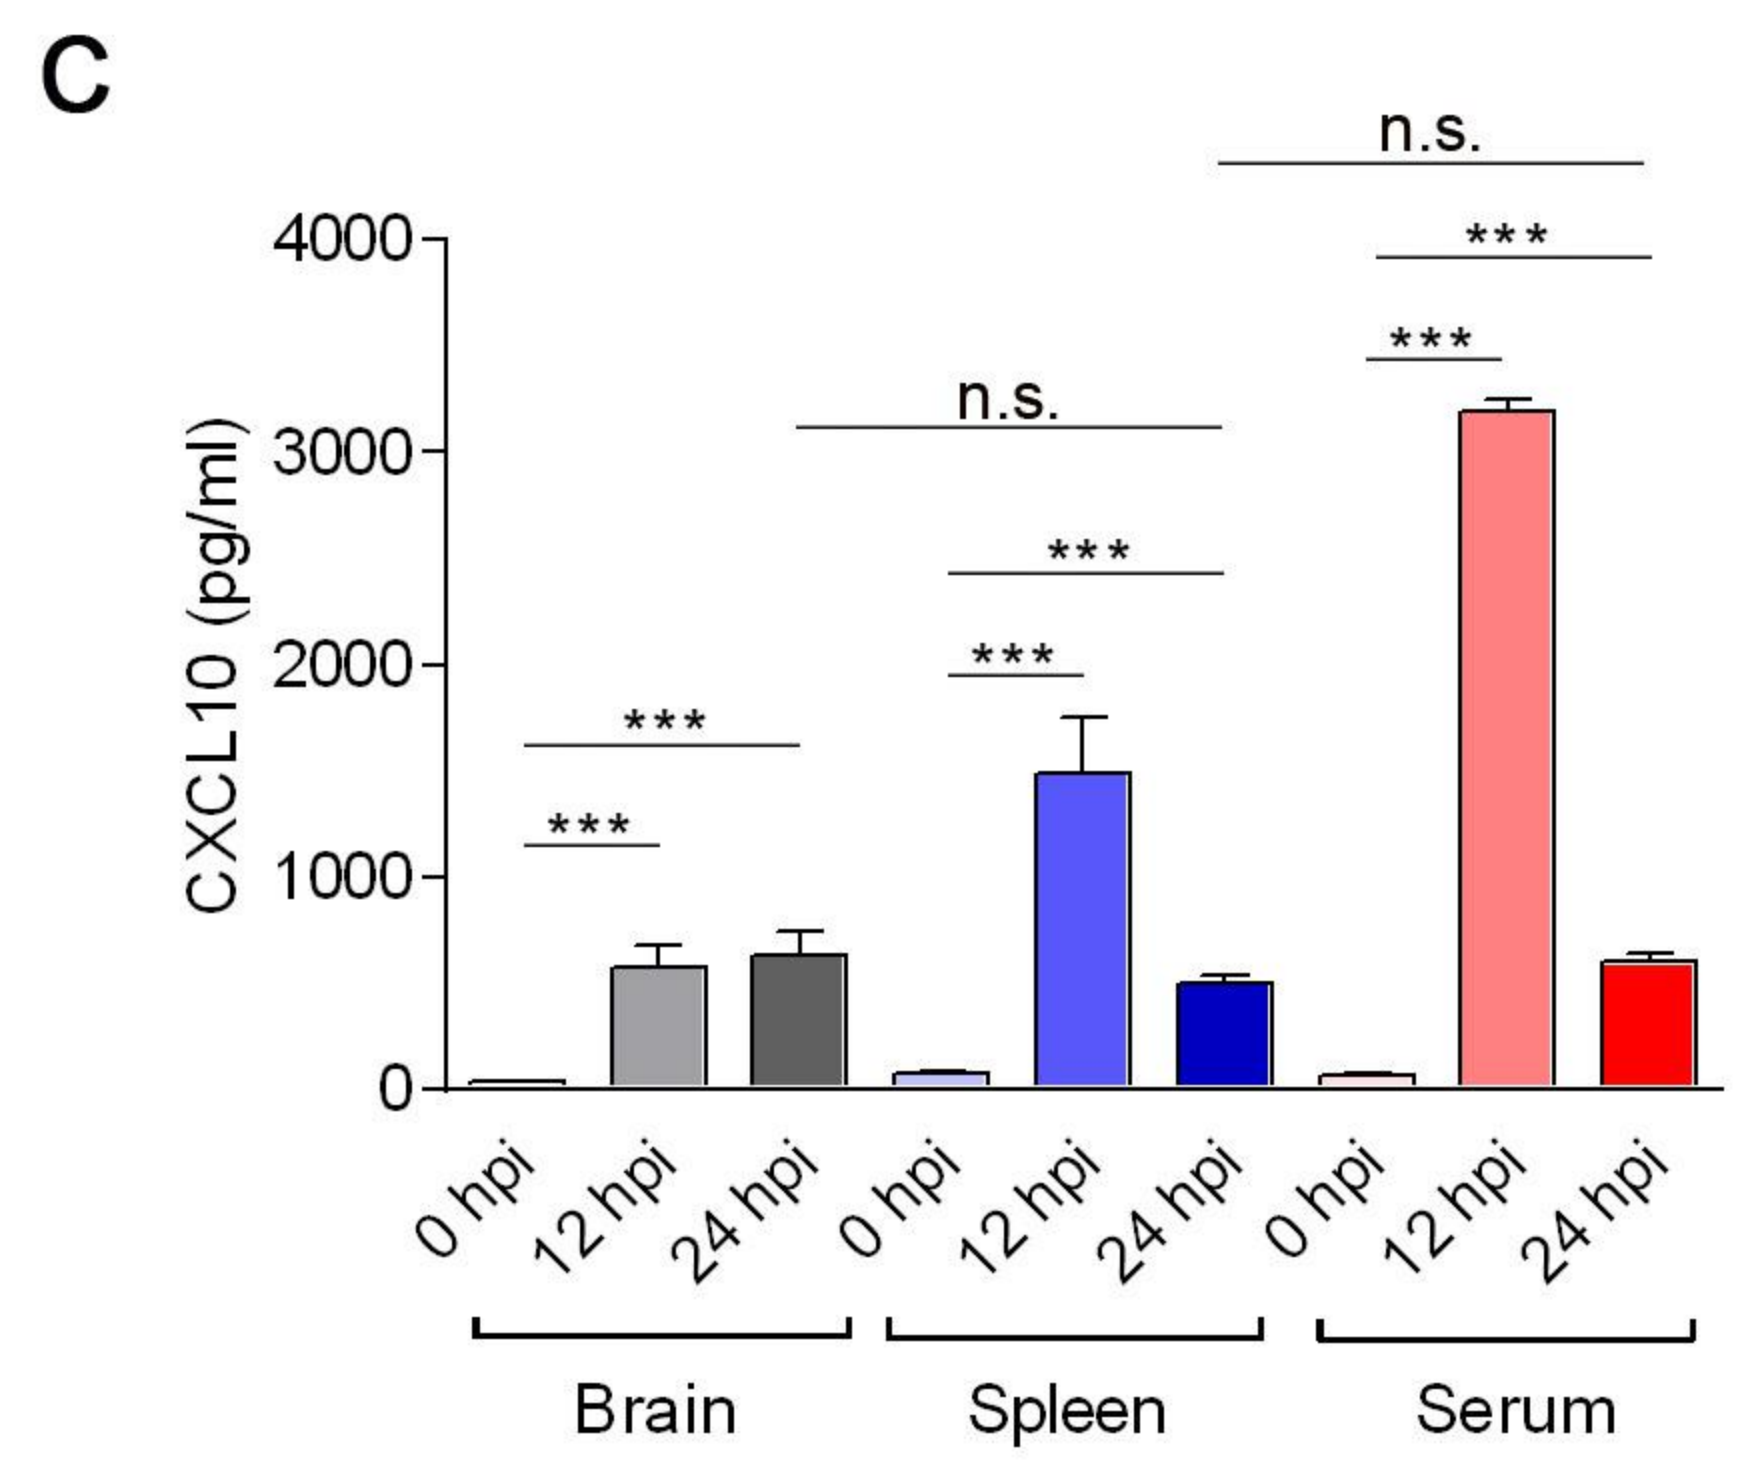 C
n.s.
***
***
n.s.
***
***
***
***
4000
3000
2000
1000
0
CXCL10 (pg/ml)
0 hpi
12 hpi
24 hpi
0 hpi
12 hpi
24 hpi
0 hpi
12 hpi
24 hpi
Brain
Spleen
Serum